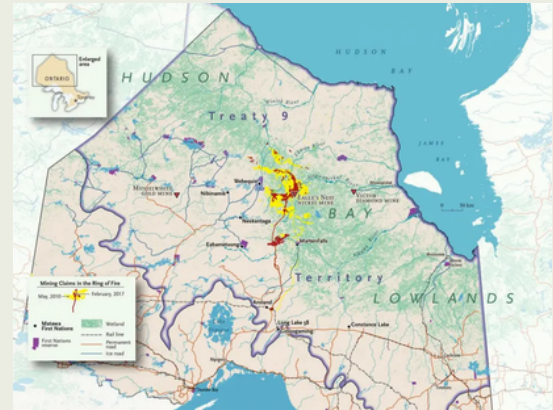 Enlarged
area
ONTARIO
Toronto
HUDSON
BAY
HUDSON
Treaty 9
JAMES
BAY
Webequie
MUSSELWHITE
GOLD MINE
Nibinamik
EAGLE'S NEST
VICTOR
DIAMOND MINE
BAY
Neskantaga
Eabametoong
Marten Falls
Territory
LOWLANDS
Mining Claims in the Ring of Fire
May, 2010
February, 2017
Matawa
First Nations
First Nations
reserve
Wetland
Rail line
Permanent
road
Ice road
Aroland
Long Lake 58
Ginoogaming
Constance Lake